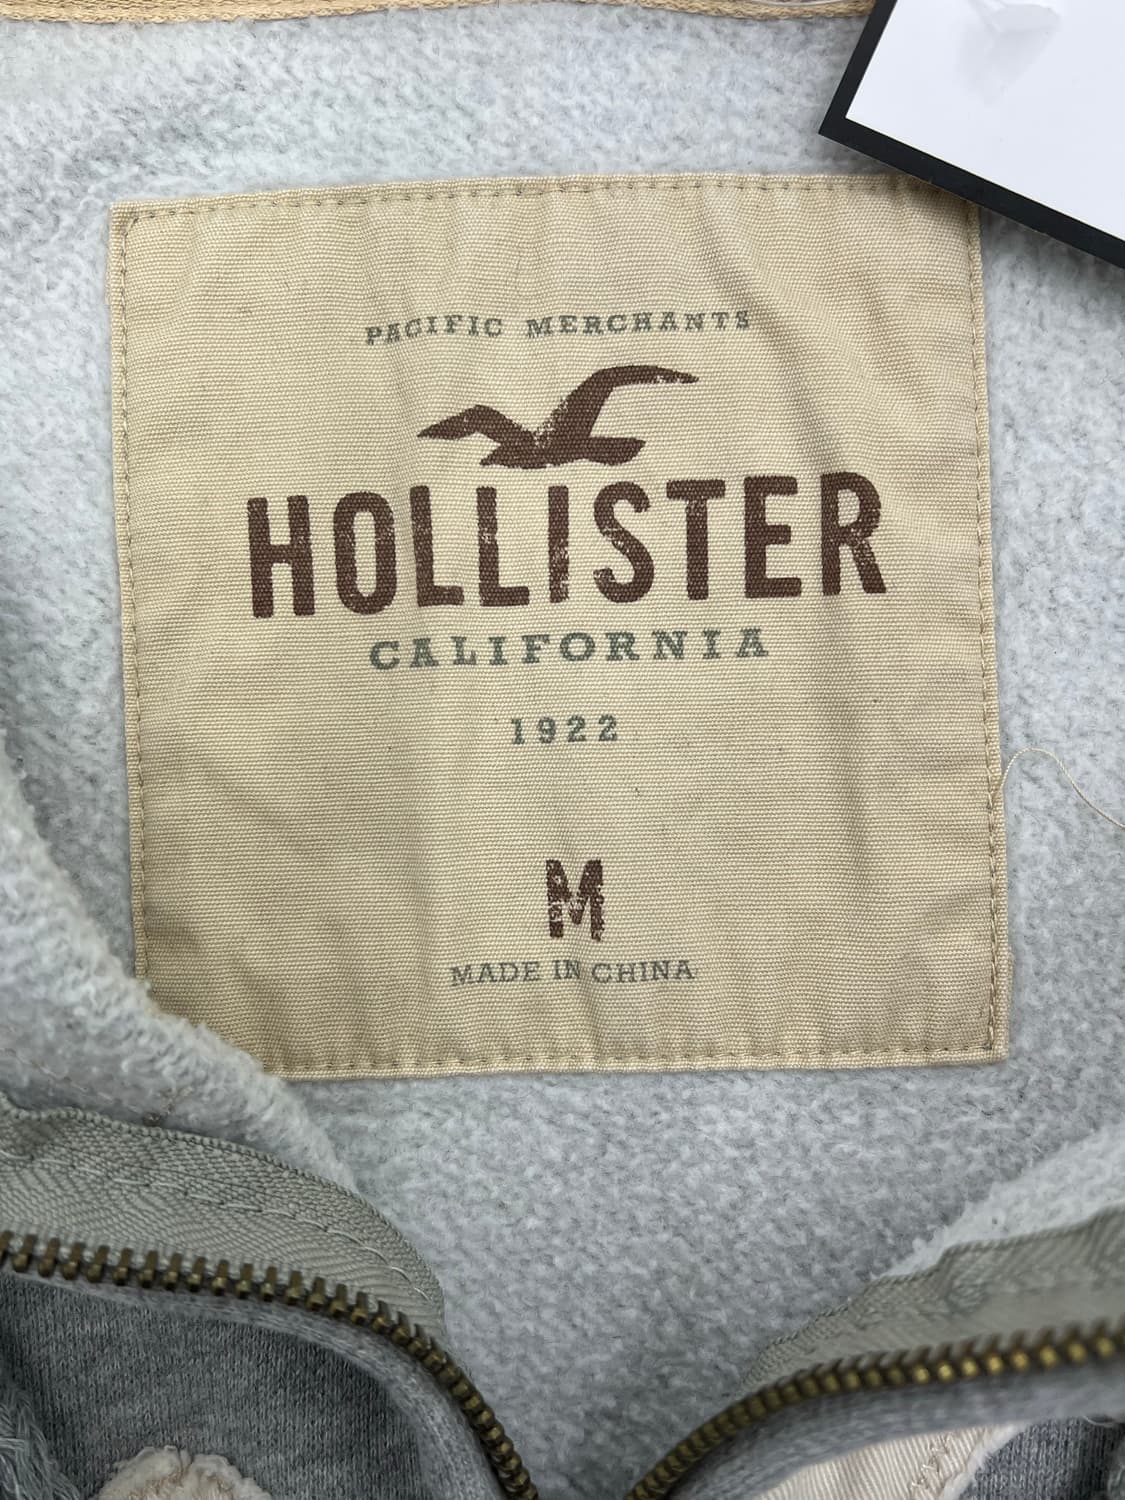 PACIFIC MERCHANTS
HOLLISTER
CALIFORNIA
1922
M
MADE IN CHINA